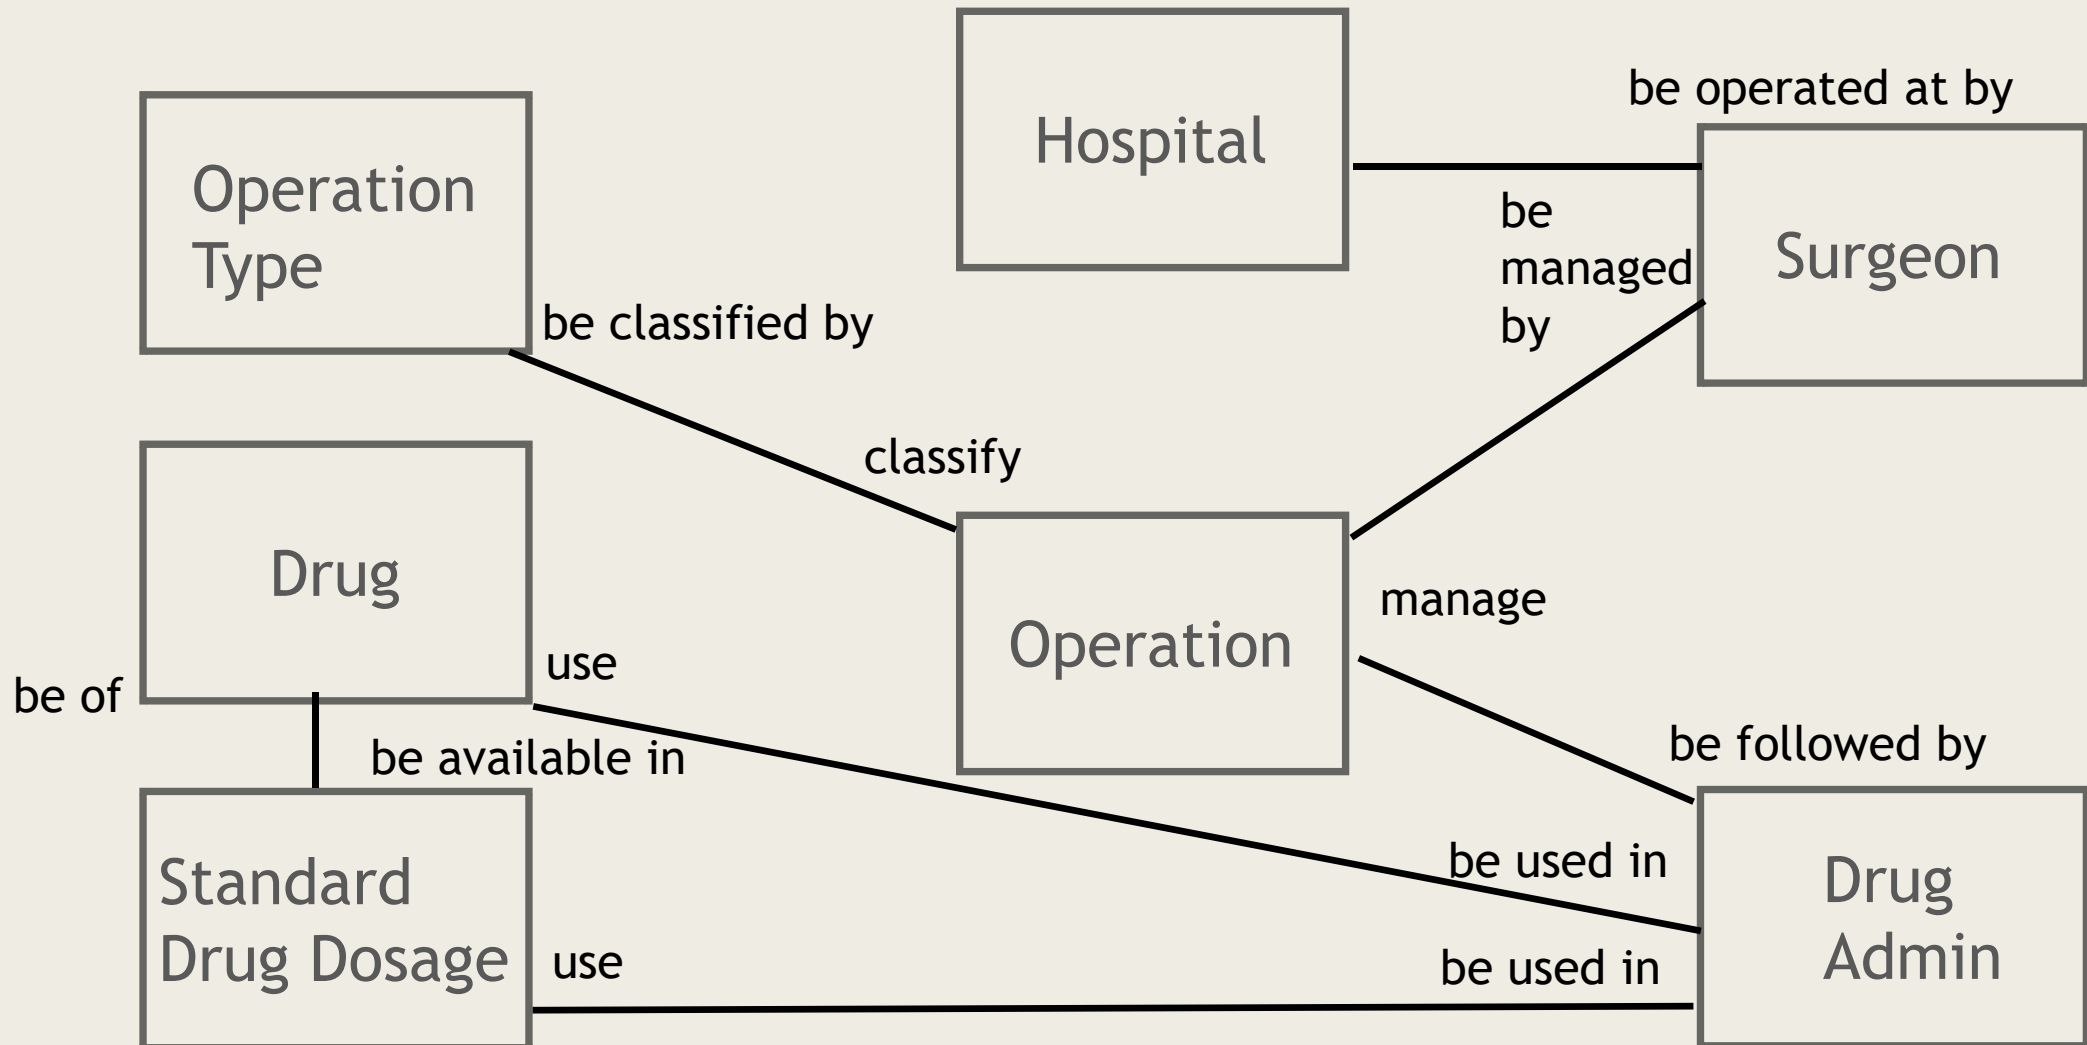 be operated at by
Hospital
Operation
Type
be
managed
by
Surgeon
be classified by
classify
Drug
manage
Operation
use
be of
be followed by
be available in
be used in
Standard
Drug Dosage
Drug
Admin
use
be used in